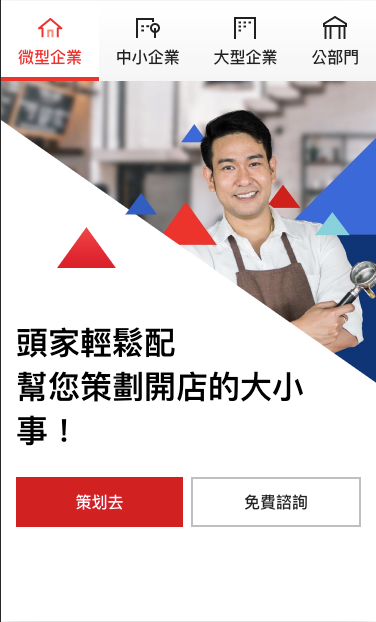 微型企業
中小企業
大型企業
公部門
頭家輕鬆配
幫您策劃開店的大小
事！
策划去
免費諮詢